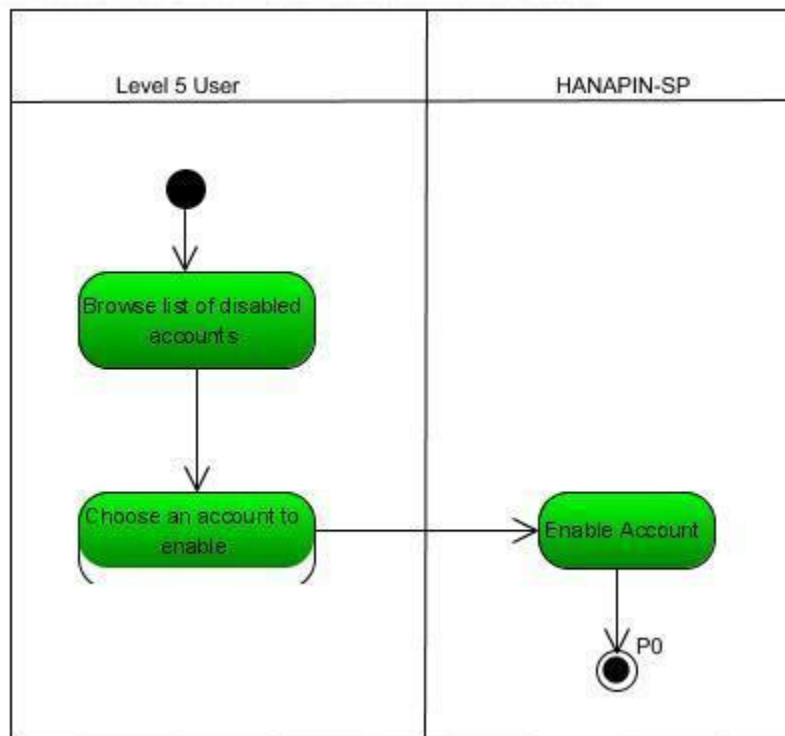 Level 5 User
HANAPIN-SP
Browse list of disabled
accounts
Choose an account to
enable
Enable Account
P0